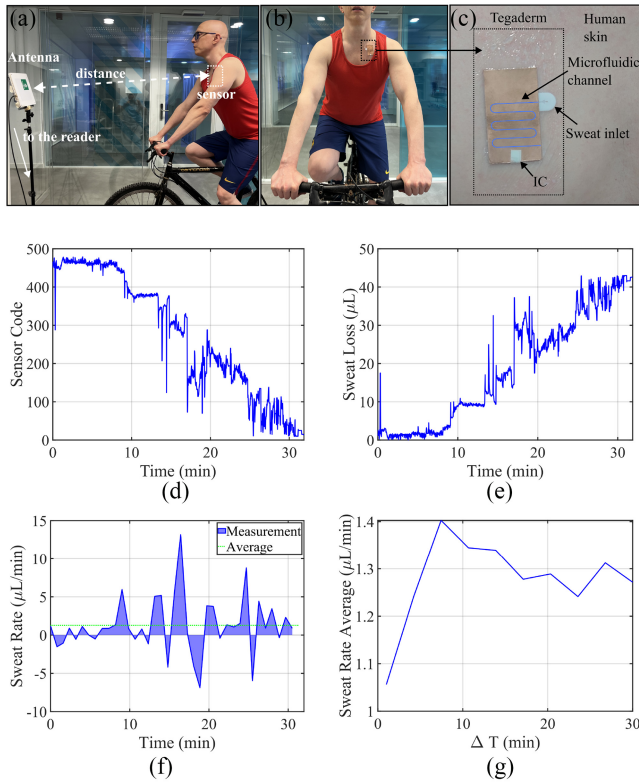 (a)
Antenna
distance
sensor
to the reader
(b)
(c)
Tegaderm
Human
skin
Microfluidic
channel
Sweat inlet
IC
500
400
300
200
100
0
Sensor Code
0
10
20
30
Time (min)
(d)
50
40
30
20
10
0
Sweat Loss (μL)
0
10
20
30
Time (min)
(e)
15
10
5
0
-5
-10
Sweat Rate (μL/min)
Measurement
Average
0
10
20
30
Time (min)
(f)
1.4
1.3
1.2
1.1
1
Sweat Rate Average (μL/min)
0
10
20
30
Δ T (min)
(g)